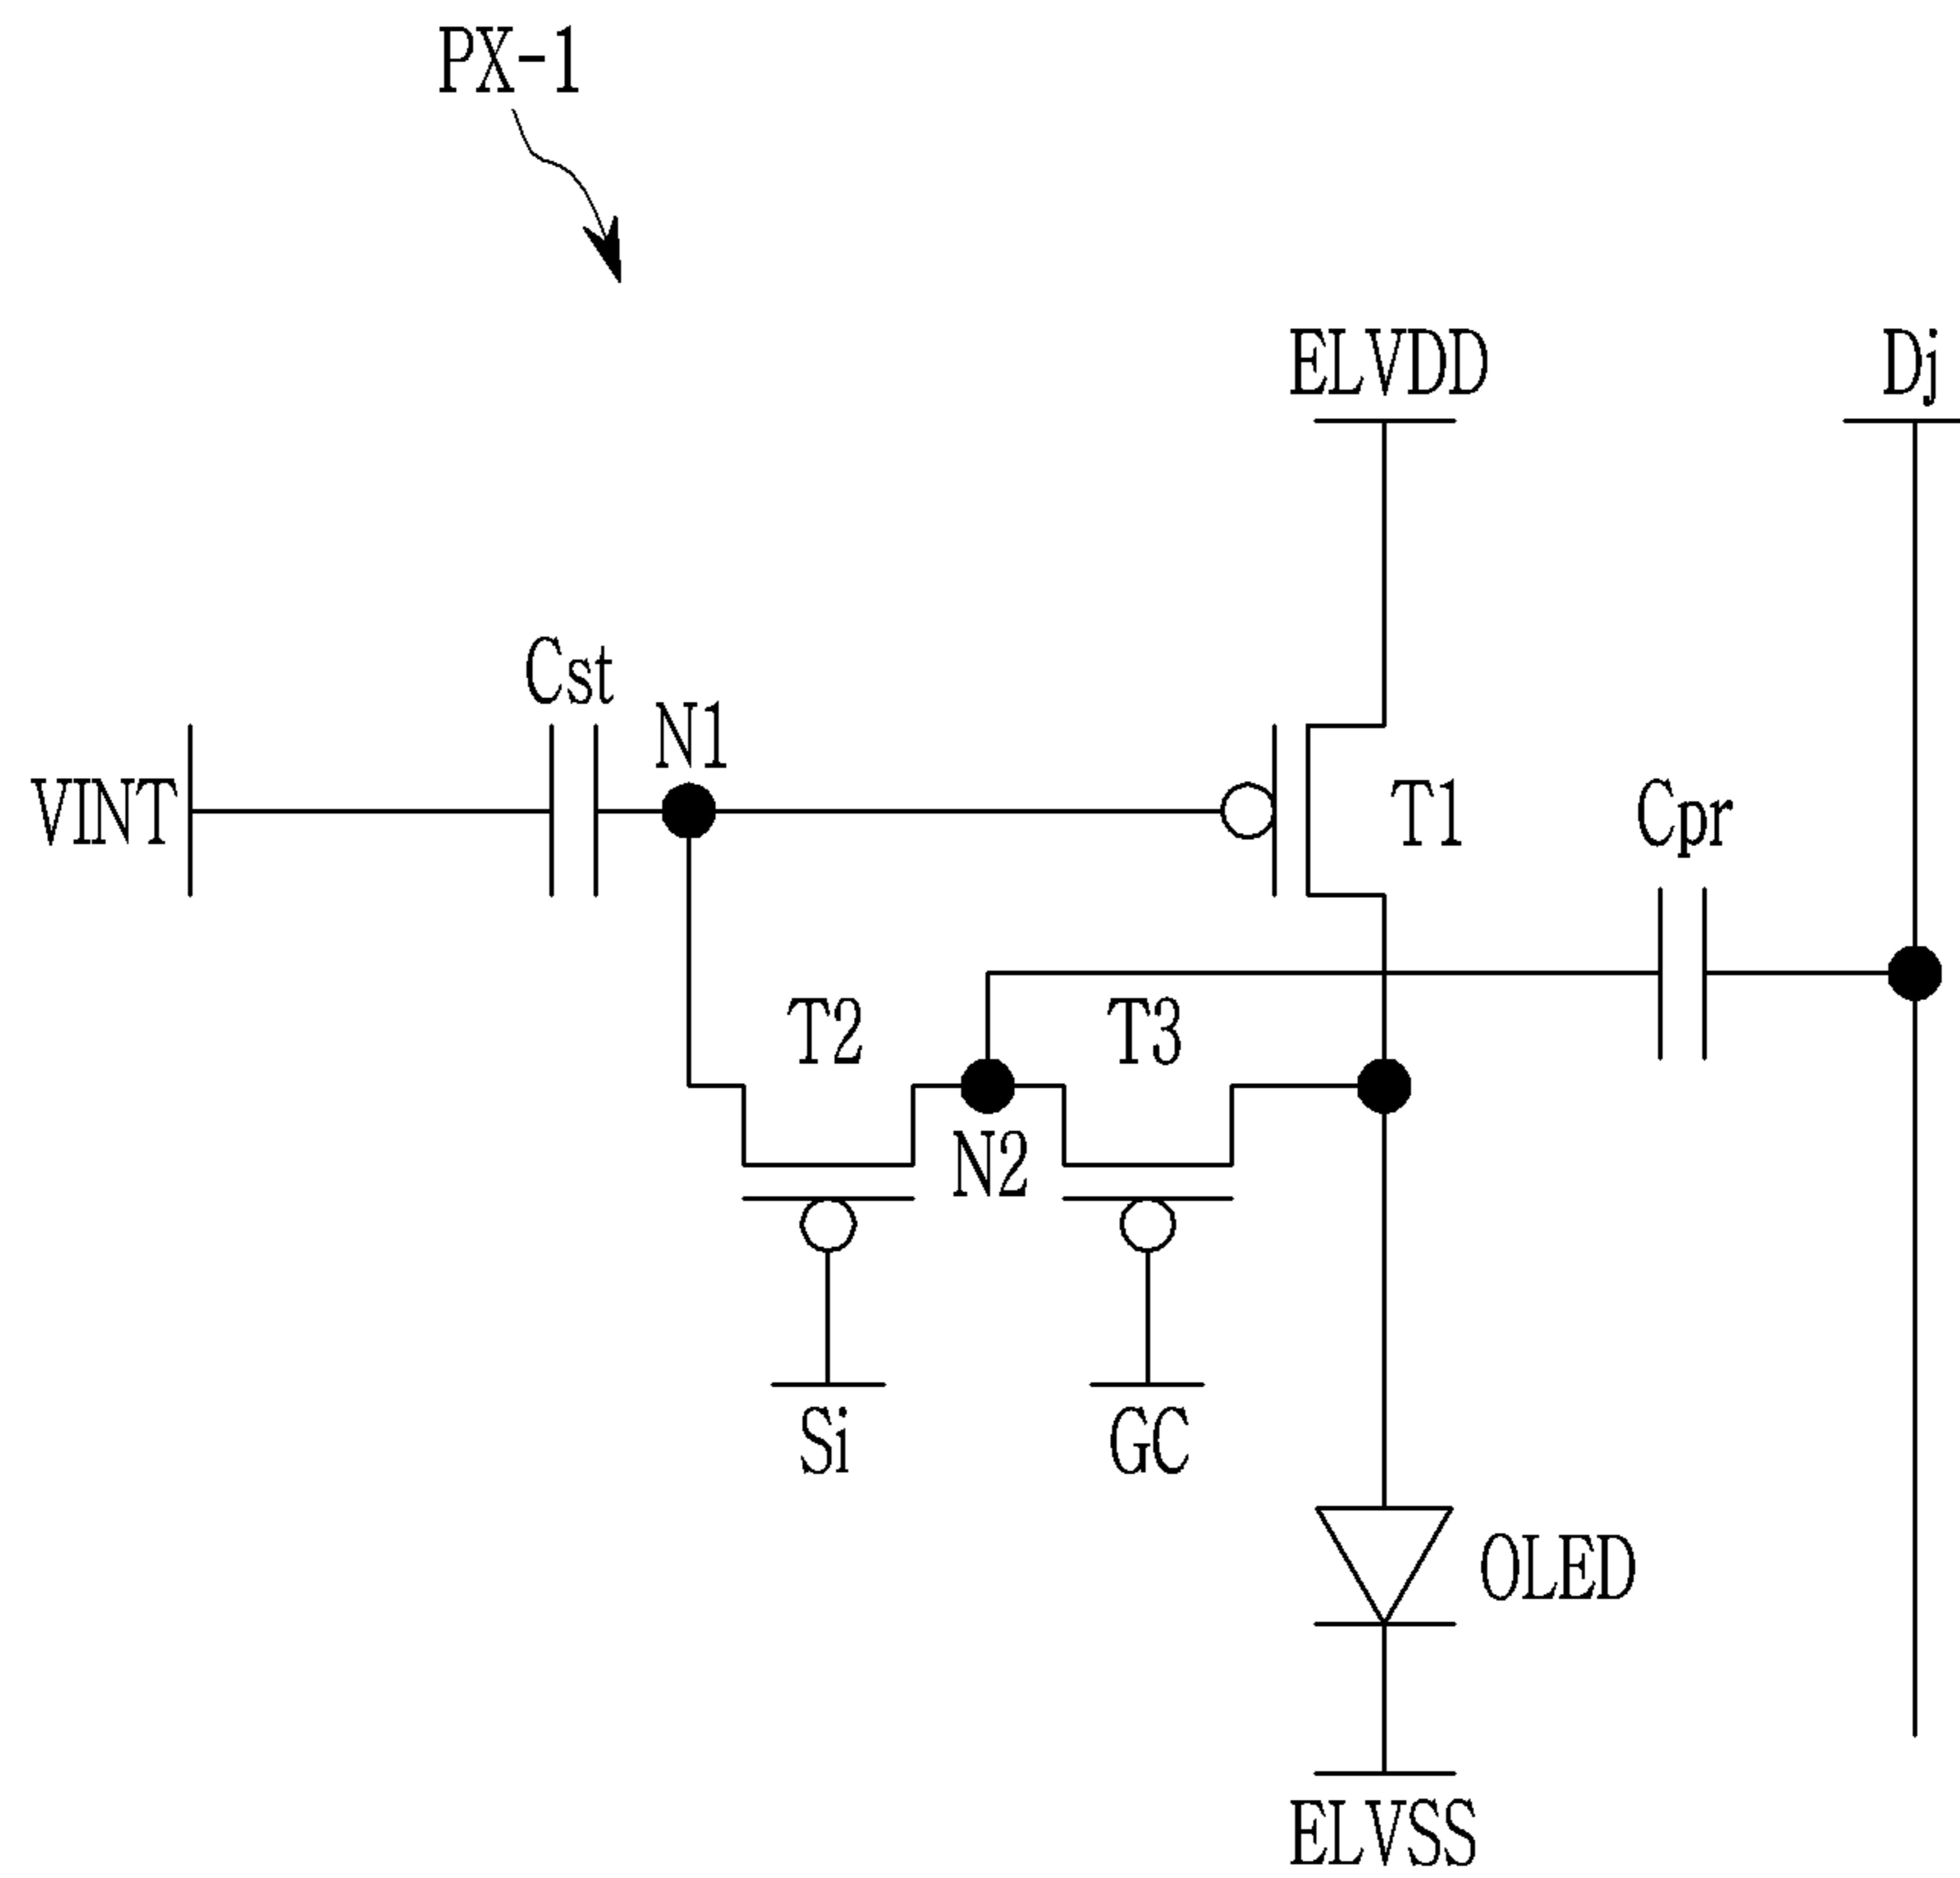 PX-1
ELVDD
Dj
Cst
N1
VINT
T1
Cpr
T2
T3
N2
Si
GC
OLED
ELVSS